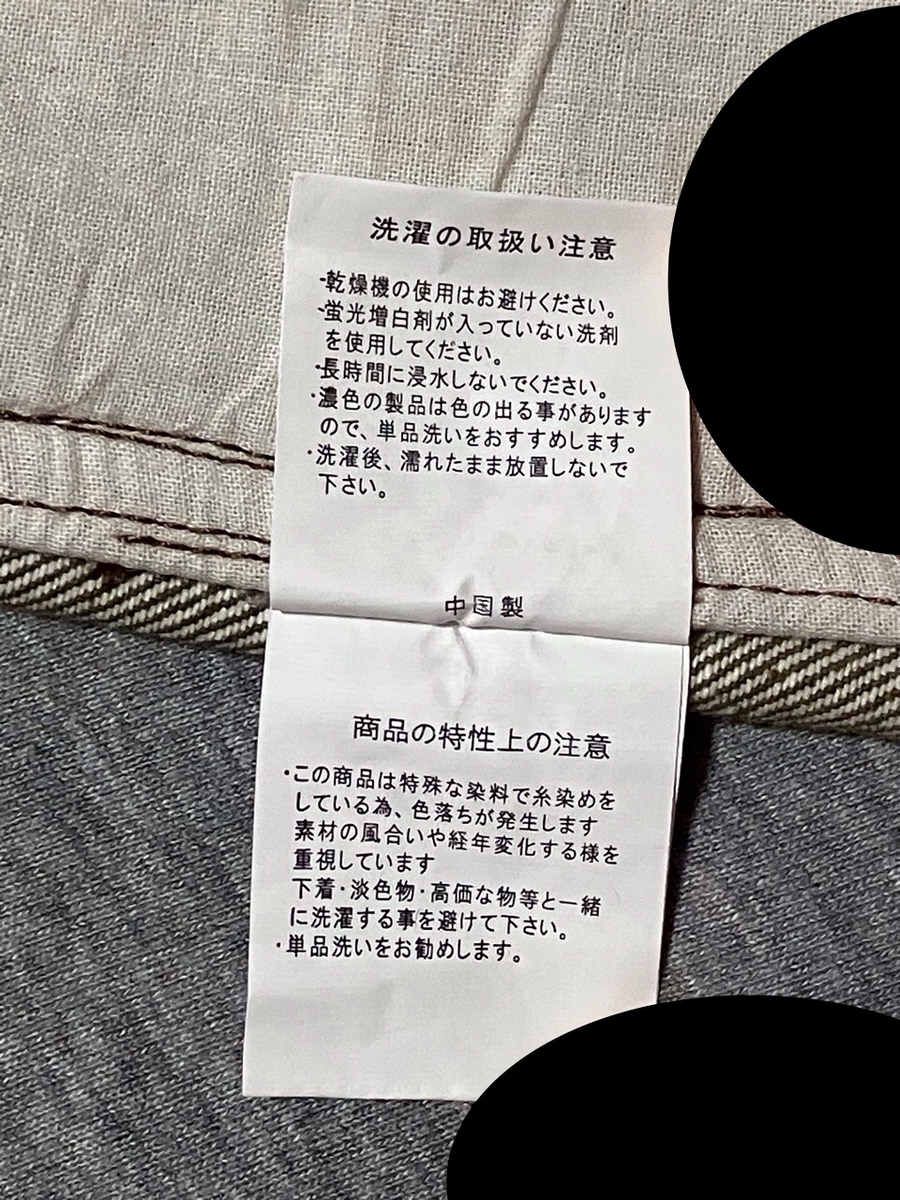 洗濯の取扱い注意
・乾燥機の使用はお避けください。
・蛍光増白剤が入っていない洗剤
を使用してください。
・長時間に浸水しないでください。
・濃色の製品は色の出る事があります
ので、単品洗いをおすすめします。
・洗濯後、濡れたまま放置しないで
下さい。
中国製
商品の特性上の注意
・この商品は特殊な染料で糸染めを
している為、色落ちが発生します
素材の風合いや経年変化する様を
重視しています
下着・淡色物・高価な物等と一緒
に洗濯する事を避けて下さい。
・単品洗いをお勧めします。